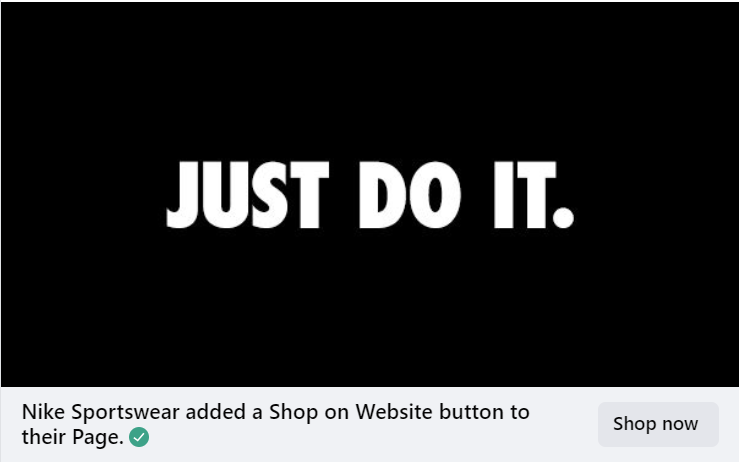 JUST DO IT.
Nike Sportswear added a Shop on Website button to
their Page.
Shop now